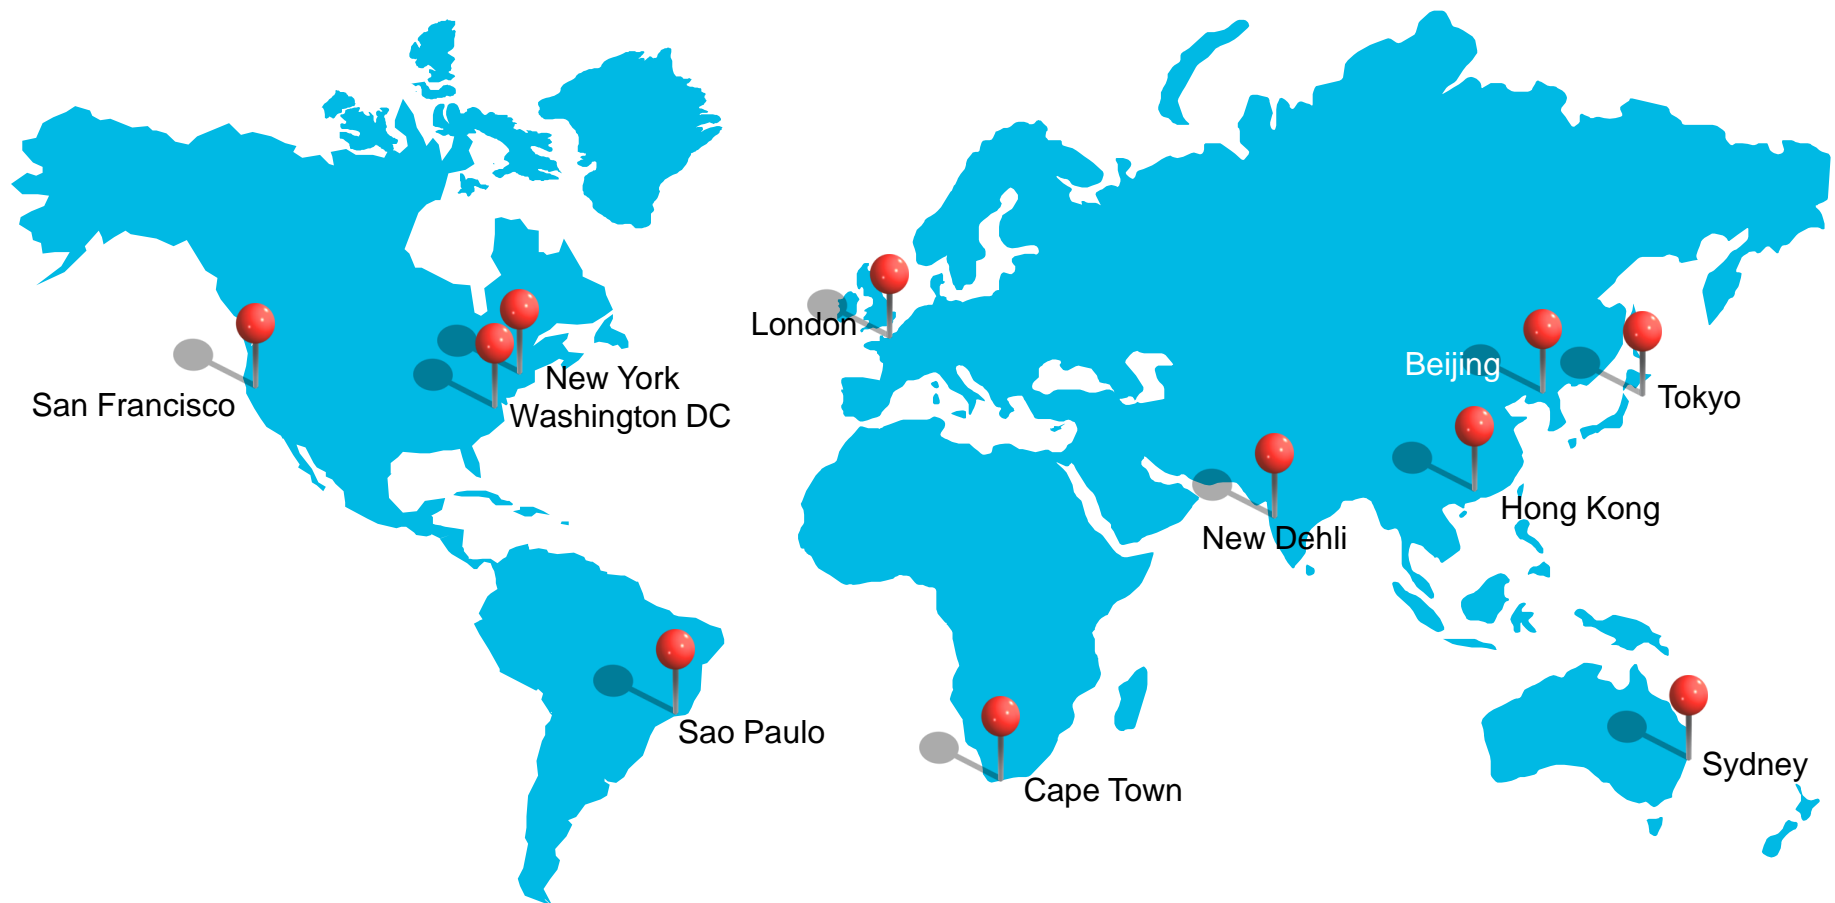 London
Beijing
New York
Tokyo
San Francisco
Washington DC
Hong Kong
New Dehli
Sao Paulo
Sydney
Cape Town